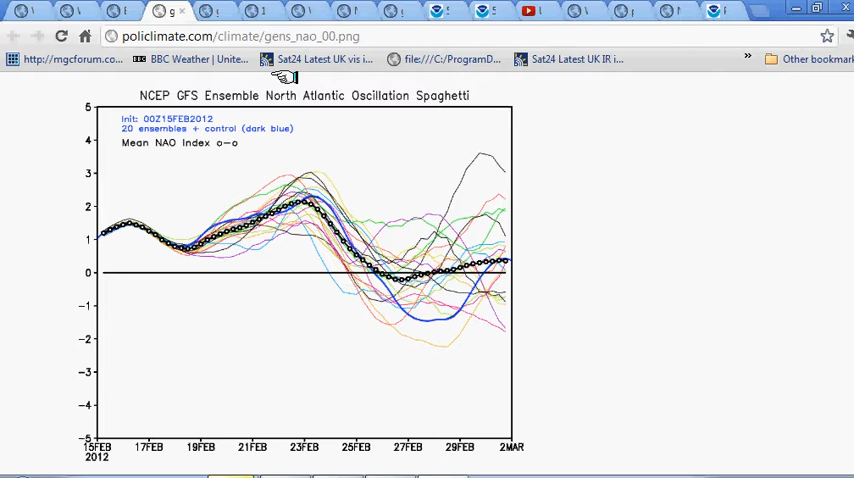 policlimate.com/climate/gens_nao_00.png
http://mgcforum.co...
BBC Weather | Unite...
Sat24 Latest UK vis i...
file:///C:/ProgramD...
Sat24 Latest UK IR i...
»
Other bookmark
NCEP GFS Ensemble North Atlantic Oscillation Spaghetti
Init: 00Z15FEB2012
20 ensembles + control (dark blue)
Mean NAO Index o-o
5
4
3
2
1
0
-1
-2
-3
-4
-5
15FEB 17FEB 19FEB 21FEB 23FEB 25FEB 27FEB 29FEB 2MAR
2012